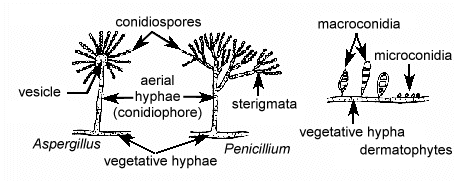 conidiospores
vesicle
aerial
hyphae
(conidiophore)
sterigmata
Aspergillus
vegetative hyphae
Penicillium
macroconidia
microconidia
vegetative hypha
dermatophytes